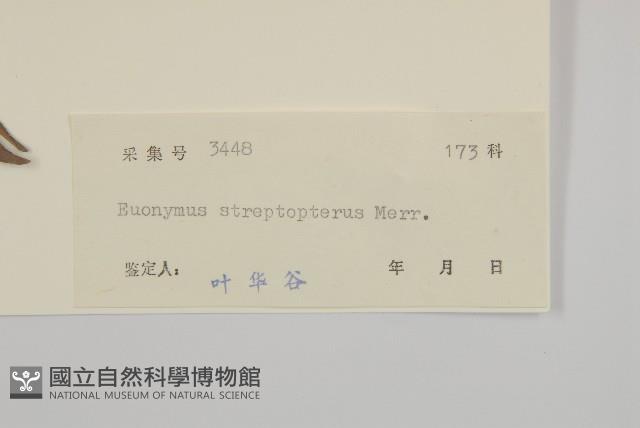 采集号 3448 173 科
Euonymus streptopterus Merr.
鉴定人: 叶华谷 年 月 日
國立自然科學博物館
NATIONAL MUSEUM OF NATURAL SCIENCE